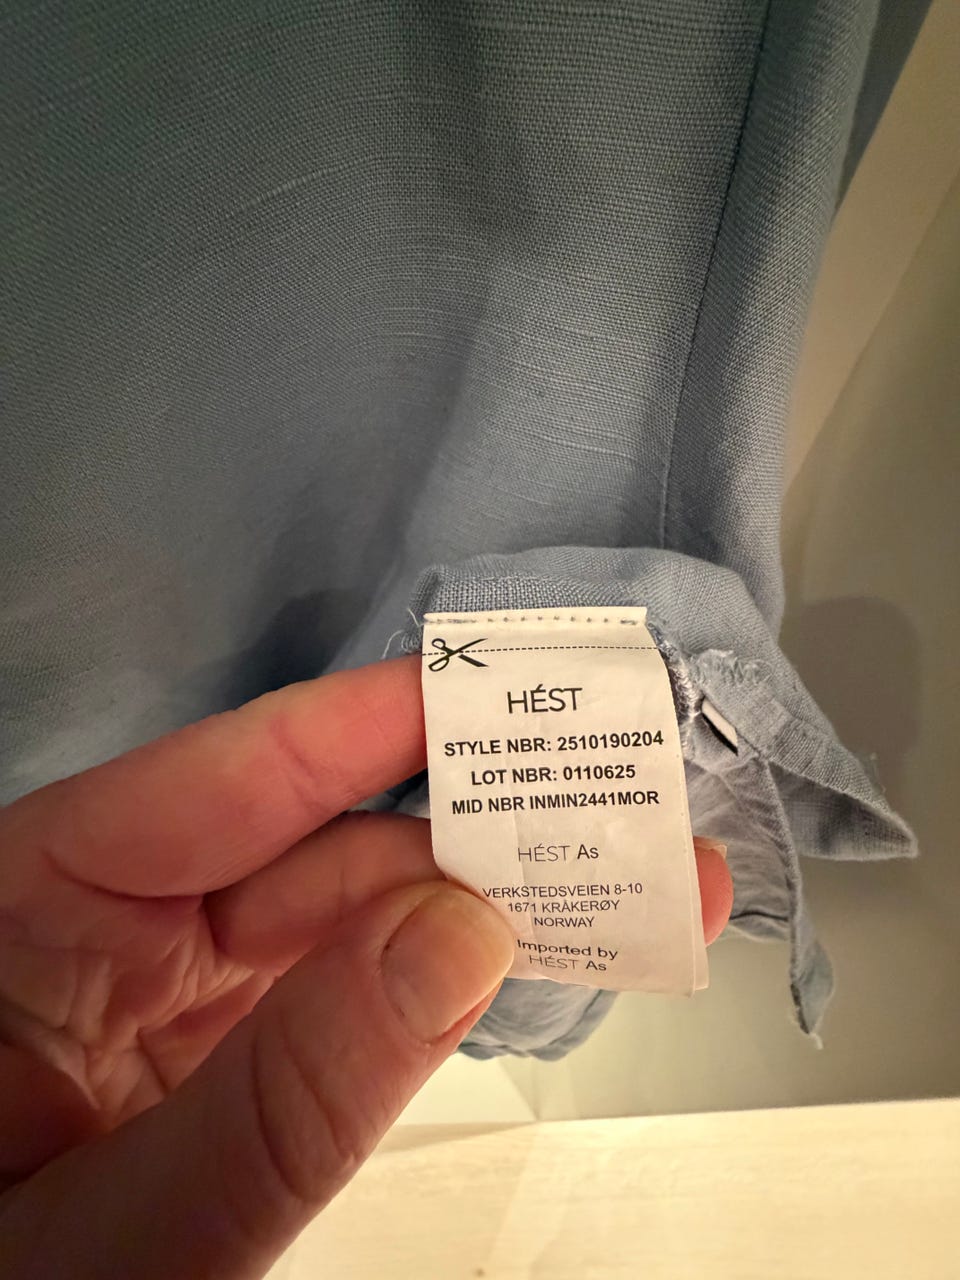 HÉST
STYLE NBR: 2510190204
LOT NBR: 0110625
MID NBR INMIN2441MOR
HÉST As
VERKSTEDSVEIEN 8-10
1671 KRÅKERØY
NORWAY
Imported by
HÉST As